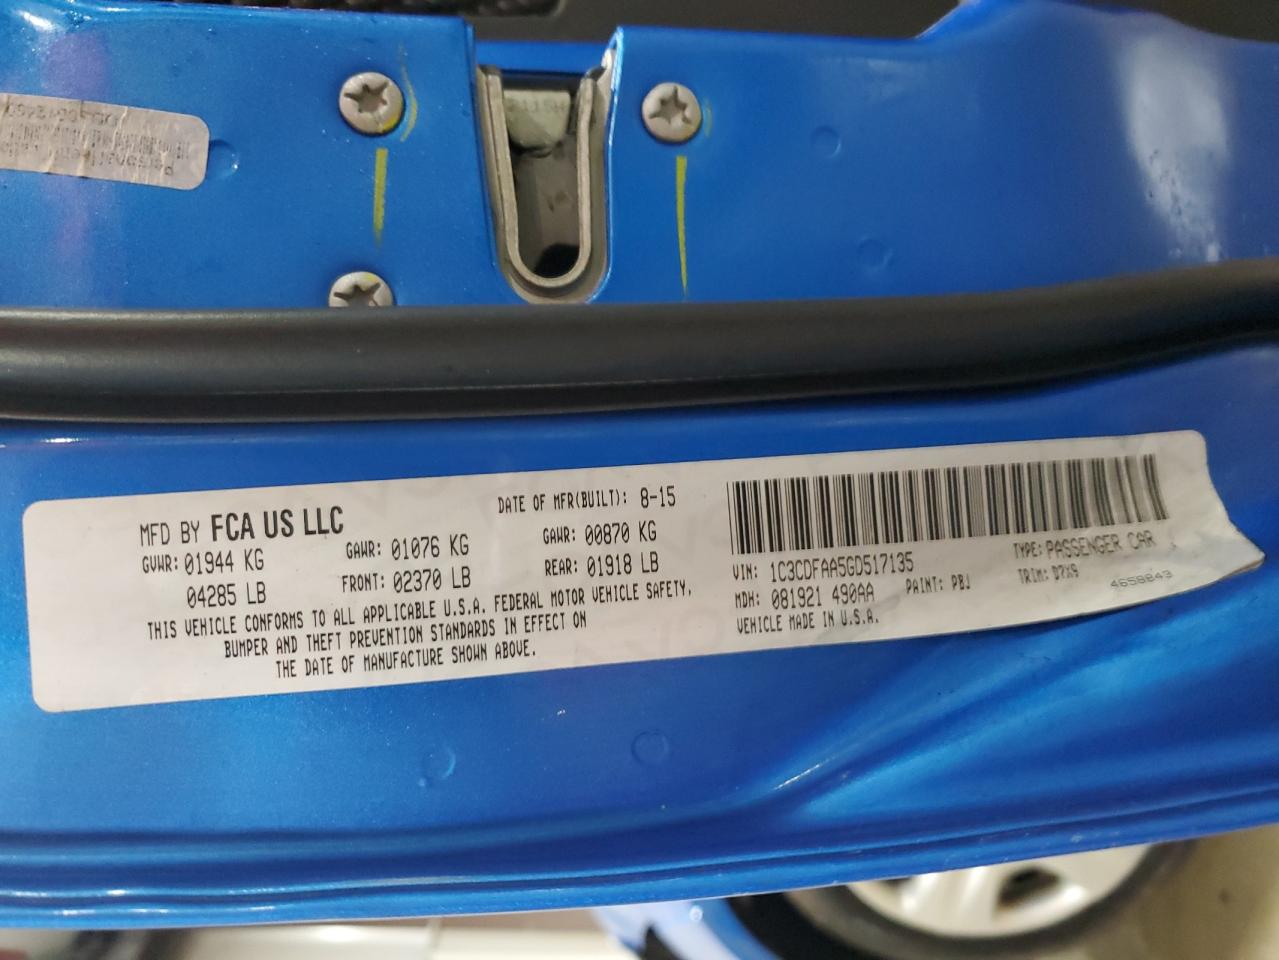 MFD BY FCA US LLC
DATE OF MFR(BUILT): 8-15
GVWR: 01944 KG GAWR: 01076 KG GAWR: 00870 KG
04285 LB FRONT: 02370 LB REAR: 01918 LB
THIS VEHICLE CONFORMS TO ALL APPLICABLE U.S.A. FEDERAL MOTOR VEHICLE SAFETY,
BUMPER AND THEFT PREVENTION STANDARDS IN EFFECT ON
THE DATE OF MANUFACTURE SHOWN ABOVE.
VIN: 1C3CDFAA5GD517135 TYPE: PASSENGER CAR
MDH: 081921 490AA PAINT: PBJ TRIM: D7X9
VEHICLE MADE IN U.S.A. 4658843